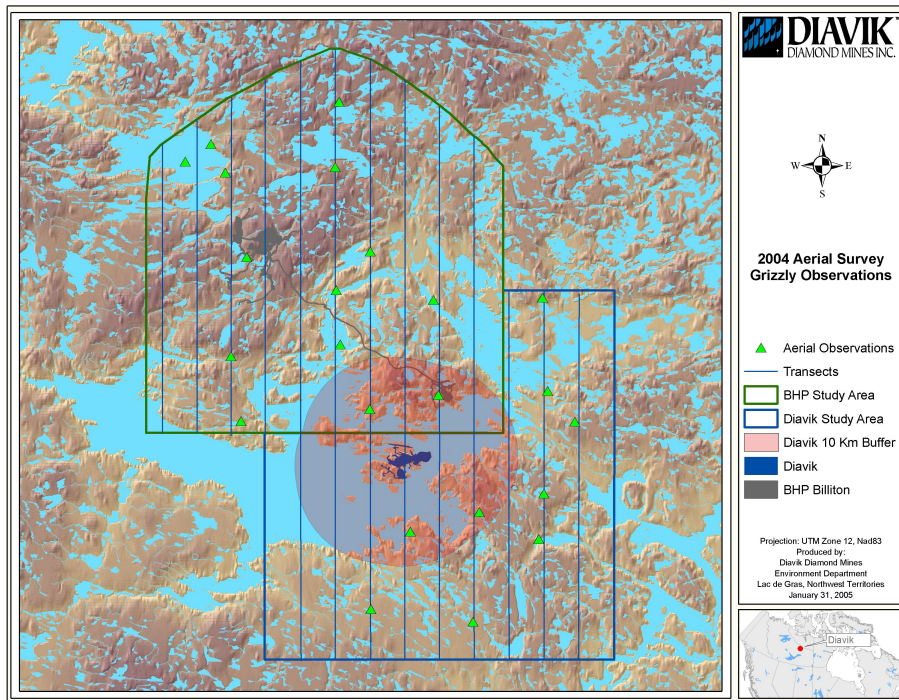 DIAVIK
DIAMOND MINES INC.
N
W E
S
2004 Aerial Survey
Grizzly Observations
Aerial Observations
Transects
BHP Study Area
Diavik Study Area
Diavik 10 Km Buffer
Diavik
BHP Billiton
Projection: UTM Zone 12, Nad83
Produced by:
Diavik Diamond Mines
Environment Department
Lac de Gras, Northwest Territories
January 31, 2005
Diavik